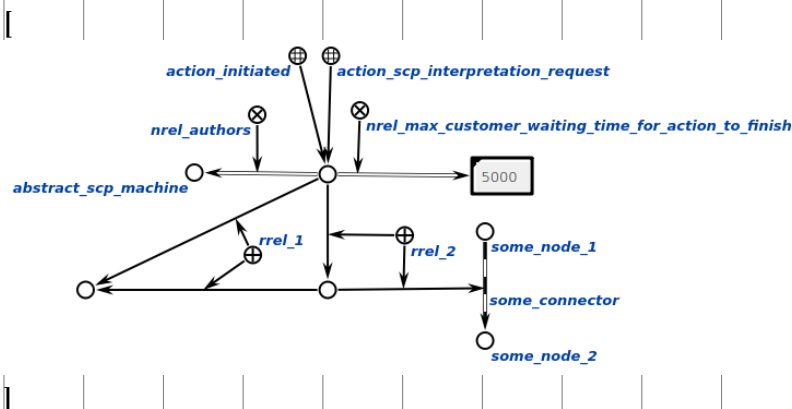 [
action_initiated
action_scp_interpretation_request
nrel_authors
nrel_max_customer_waiting_time_for_action_to_finish
5000
abstract_scp_machine
rrel_1
rrel_2
some_node_1
some_connector
some_node_2
]